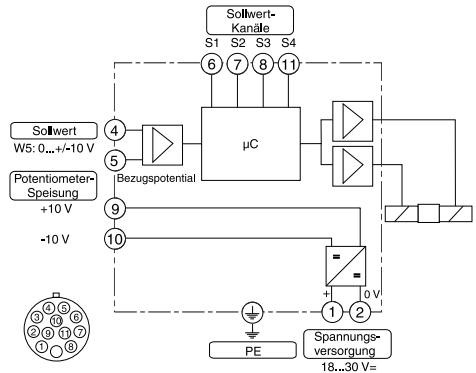 Sollwert-
Kanäle
S1 S2 S3 S4
6 7 8 11
Sollwert
W5: 0...+/-10 V
4
5
Bezugspotential
µC
Potentiometer-
Speisung
+10 V
9
-10 V
10
=
=
+ 0 V
1 2
PE
Spannungs-
versorgung
18...30 V=
4 5
3 10 6
2 9 11 7
1 8